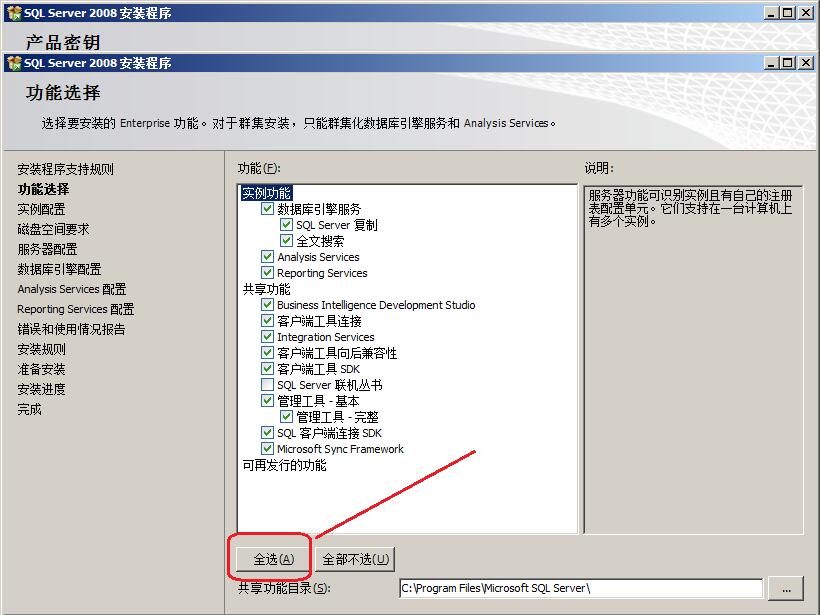 SQL Server 2008 安装程序
产品密钥
SQL Server 2008 安装程序
功能选择
选择要安装的 Enterprise 功能。对于群集安装，只能群集化数据库引擎服务和 Analysis Services。
安装程序支持规则
功能选择
实例配置
磁盘空间要求
服务器配置
数据库引擎配置
Analysis Services 配置
Reporting Services 配置
错误和使用情况报告
安装规则
准备安装
安装进度
完成
功能(F):
实例功能
数据库引擎服务
SQL Server 复制
全文搜索
Analysis Services
Reporting Services
共享功能
Business Intelligence Development Studio
客户端工具连接
Integration Services
客户端工具向后兼容性
客户端工具 SDK
SQL Server 联机丛书
管理工具 - 基本
管理工具 - 完整
SQL 客户端连接 SDK
Microsoft Sync Framework
可再发行的功能
说明:
服务器功能可识别实例且有自己的注册
表配置单元。它们支持在一台计算机上
有多个实例。
全选(A)
全部不选(U)
共享功能目录(S):
C:\Program Files\Microsoft SQL Server\
...